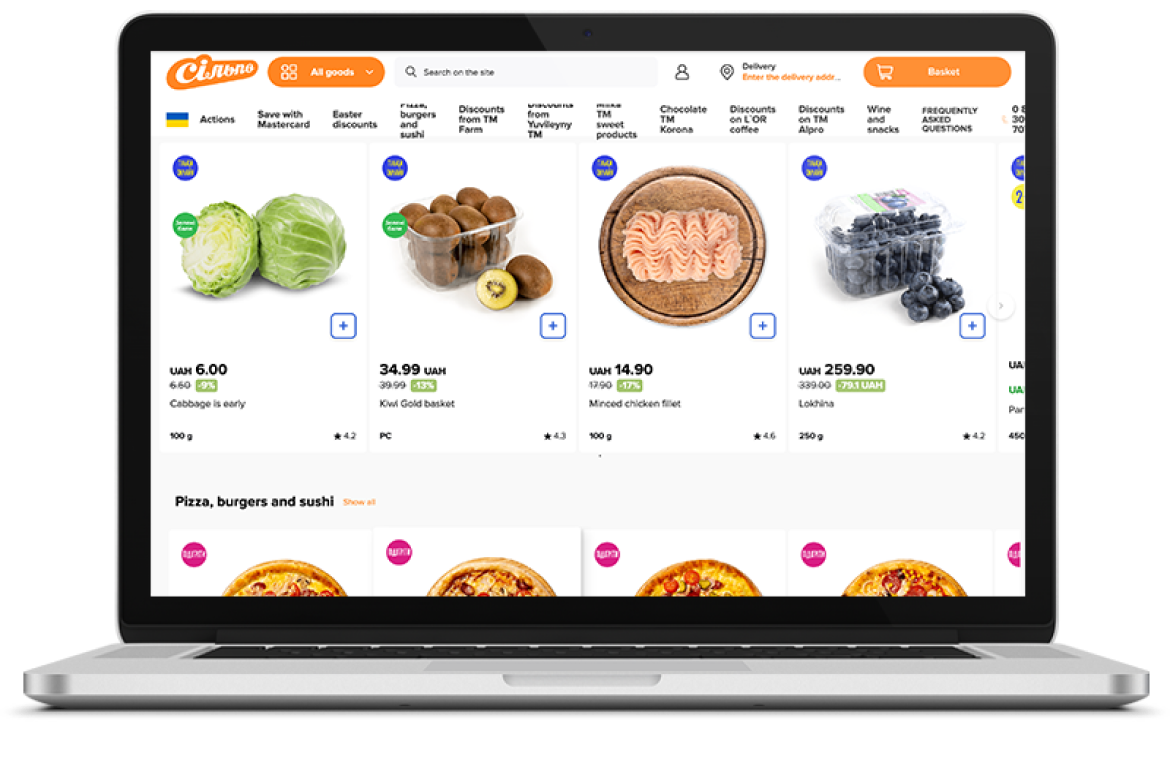 Сільпо
All goods
Search on the site
Delivery
Enter the delivery addr...
Basket
Actions
Save with
Mastercard
Easter
discounts
Pizza,
burgers
and
sushi
Discounts
from TM
Farm
Discounts
from
Yuvileyny
TM
Milka
TM
sweet
products
Chocolate
TM
Korona
Discounts
on L`OR
coffee
Discounts
on TM
Alpro
Wine
and
snacks
FREQUENTLY
ASKED
QUESTIONS
0 8
30
70
UAH 6.00
6.60 -9%
Cabbage is early
100 g ★ 4.2
34.99 UAH
39.99 -13%
Kiwi Gold basket
PC ★ 4.3
UAH 14.90
17.90 -17%
Minced chicken fillet
100 g ★ 4.6
UAH 259.90
339.00 -79.1 UAH
Lokhina
250 g ★ 4.2
2
UA
UA
Par
450
Pizza, burgers and sushi Show all